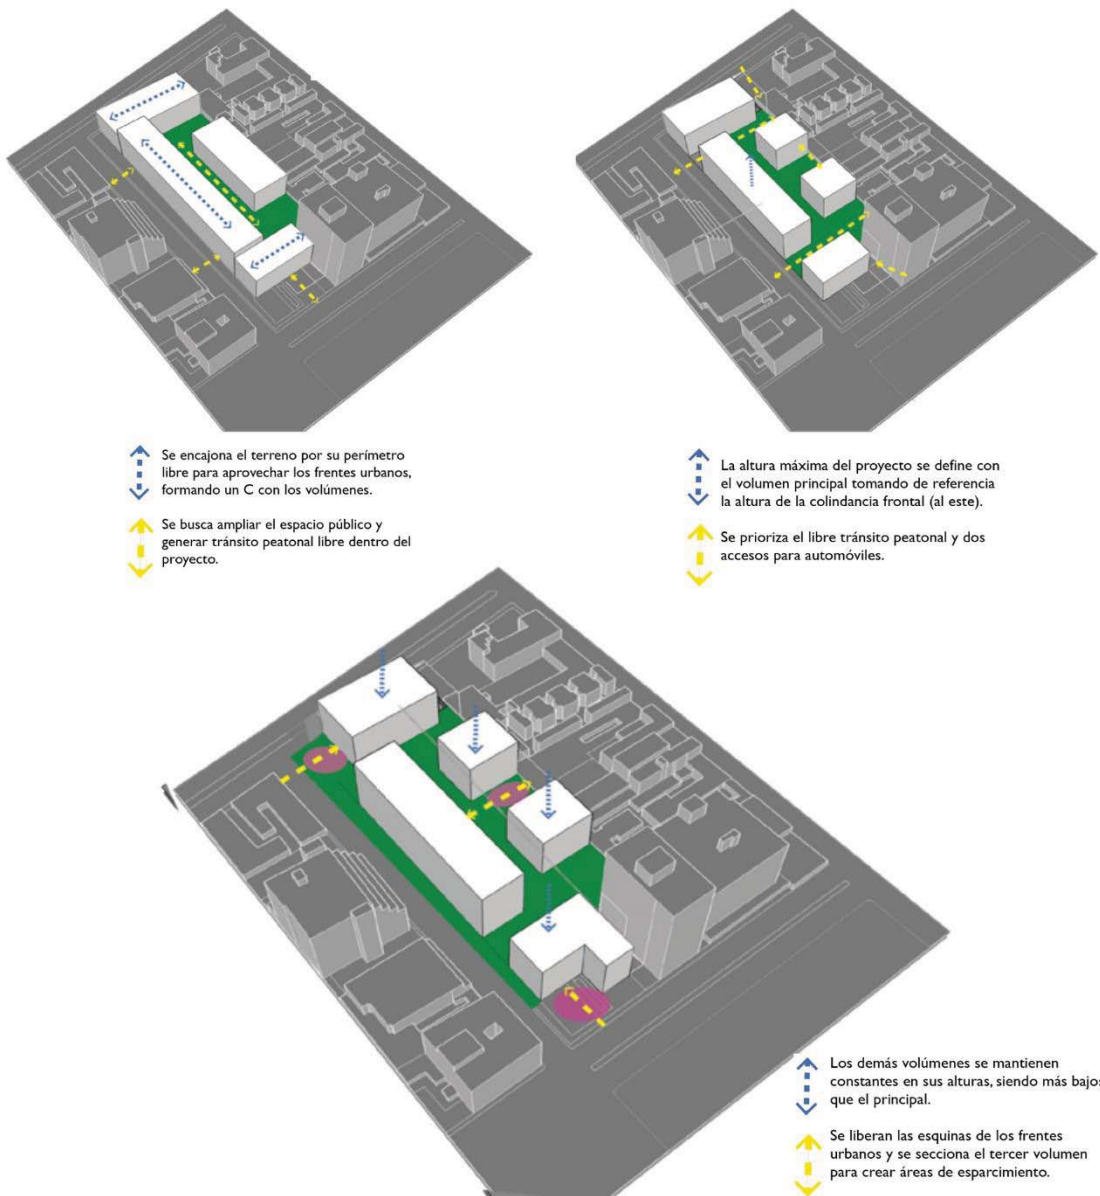 Se encajona el terreno por su perímetro
libre para aprovechar los frentes urbanos,
formando un C con los volúmenes.
Se busca ampliar el espacio público y
generar tránsito peatonal libre dentro del
proyecto.
La altura máxima del proyecto se define con
el volumen principal tomando de referencia
la altura de la colindancia frontal (al este).
Se prioriza el libre tránsito peatonal y dos
accesos para automóviles.
Los demás volúmenes se mantienen
constantes en sus alturas, siendo más bajos
que el principal.
Se liberan las esquinas de los frentes
urbanos y se secciona el tercer volumen
para crear áreas de esparcimiento.